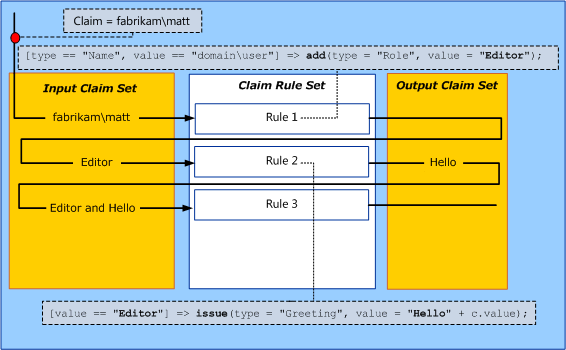 Claim = fabrikam\matt
[type == "Name", value == "domain\user"] => add(type = "Role", value = "Editor");
Input Claim Set
Claim Rule Set
Output Claim Set
fabrikam\matt
Rule 1
Editor
Rule 2
Hello
Editor and Hello
Rule 3
[value == "Editor"] => issue(type = "Greeting", value = "Hello" + c.value);